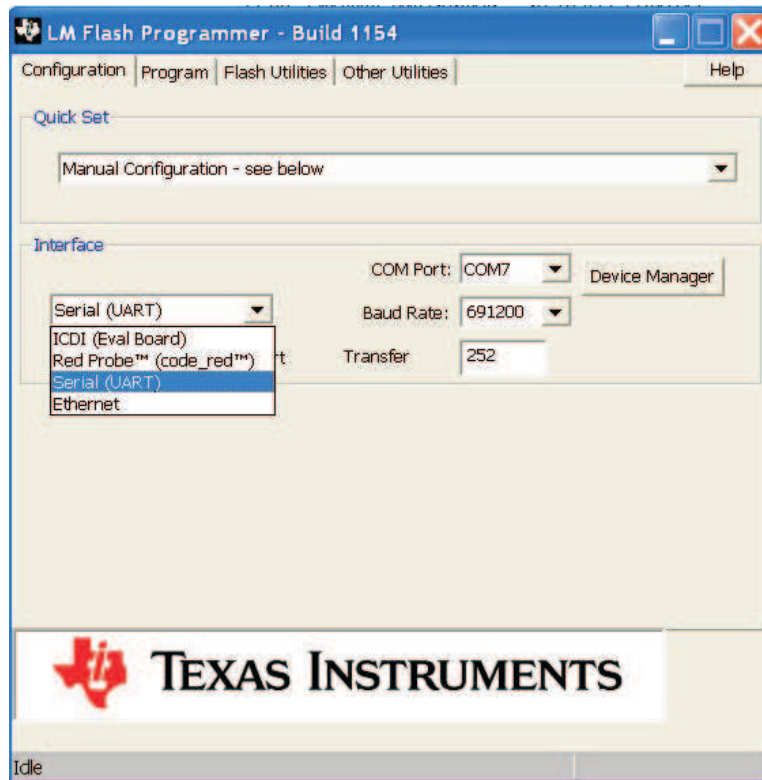 LM Flash Programmer - Build 1154
Configuration Program Flash Utilities Other Utilities Help
Quick Set
Manual Configuration - see below
Interface
COM Port: COM7 Device Manager
Serial (UART) Baud Rate: 691200
ICDI (Eval Board)
Red Probe™ (code_red™) Transfer 252
Serial (UART)
Ethernet
TEXAS INSTRUMENTS
Idle